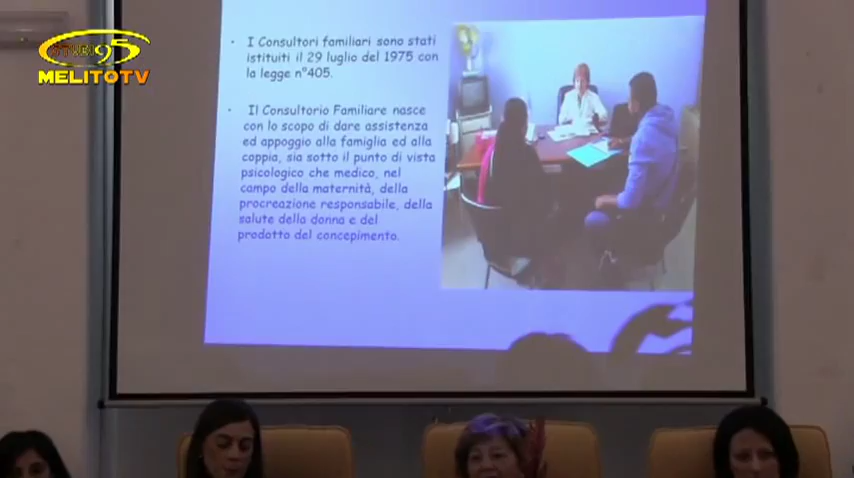 95
MELITOTV
• I Consultori familiari sono stati
istituiti il 29 luglio del 1975 con
la legge n°405.
• Il Consultorio Familiare nasce
con lo scopo di dare assistenza
ed appoggio alla famiglia ed alla
coppia, sia sotto il punto di vista
psicologico che medico, nel
campo della maternità, della
procreazione responsabile, della
salute della donna e del
prodotto del concepimento.